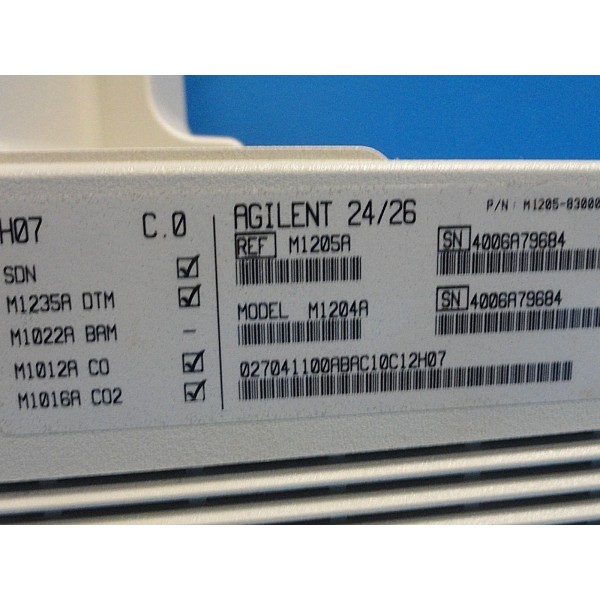 H07 C.0
SDN ☑
M1235A DTM ☑
M1022A BAM –
M1012A CO ☑
M1016A CO2 ☑
AGILENT 24/26
P/N: M1205-83000
REF M1205A
SN 4006A79684
MODEL M1204A
SN 4006A79684
027041100ABAC10C12H07